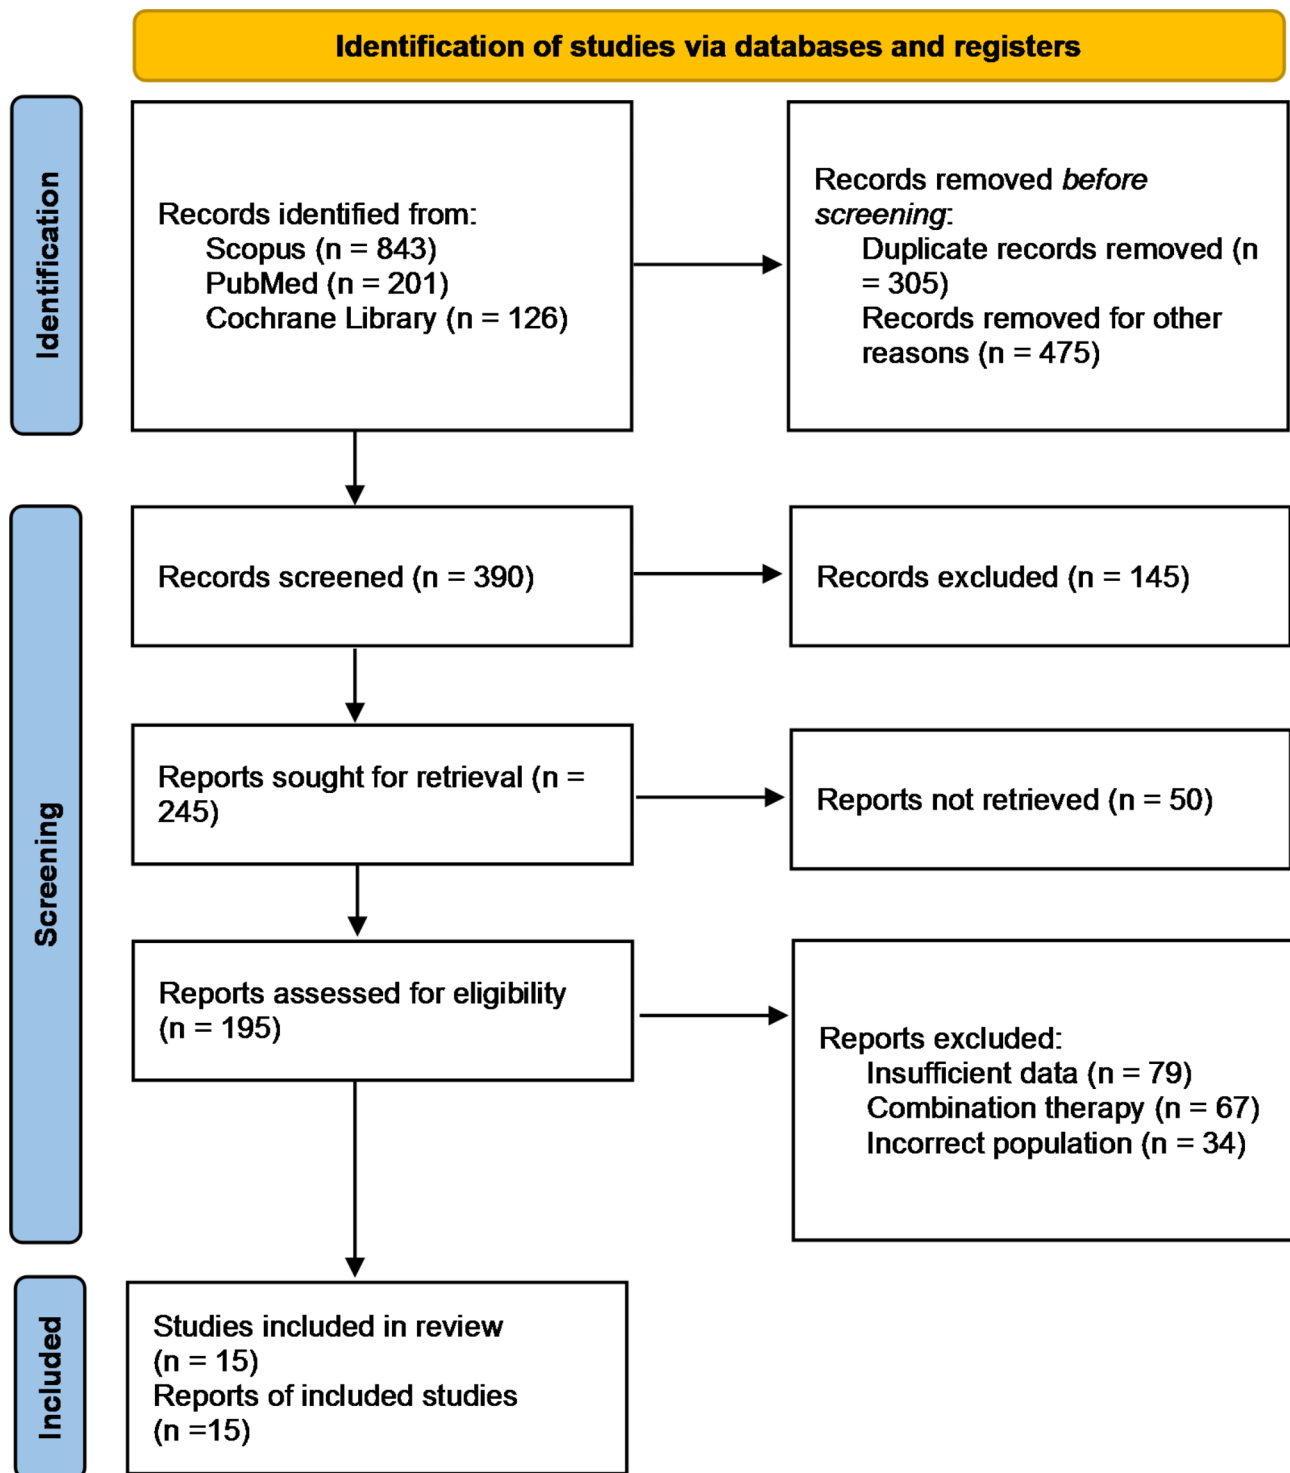 Identification of studies via databases and registers
Identification
Records identified from:
Scopus (n = 843)
PubMed (n = 201)
Cochrane Library (n = 126)
Records removed before
screening:
Duplicate records removed (n
= 305)
Records removed for other
reasons (n = 475)
Screening
Records screened (n = 390)
Records excluded (n = 145)
Reports sought for retrieval (n =
245)
Reports not retrieved (n = 50)
Reports assessed for eligibility
(n = 195)
Reports excluded:
Insufficient data (n = 79)
Combination therapy (n = 67)
Incorrect population (n = 34)
Included
Studies included in review
(n = 15)
Reports of included studies
(n =15)